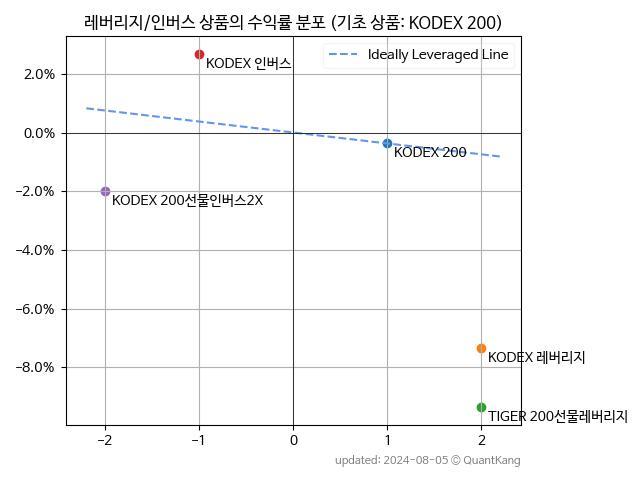 레버리지/인버스 상품의 수익률 분포 (기초 상품: KODEX 200)
Ideally Leveraged Line
2.0%
0.0%
−2.0%
−4.0%
−6.0%
−8.0%
KODEX 인버스
KODEX 200
KODEX 200선물인버스2X
KODEX 레버리지
TIGER 200선물레버리지
−2 −1 0 1 2
updated: 2024-08-05 © QuantKang